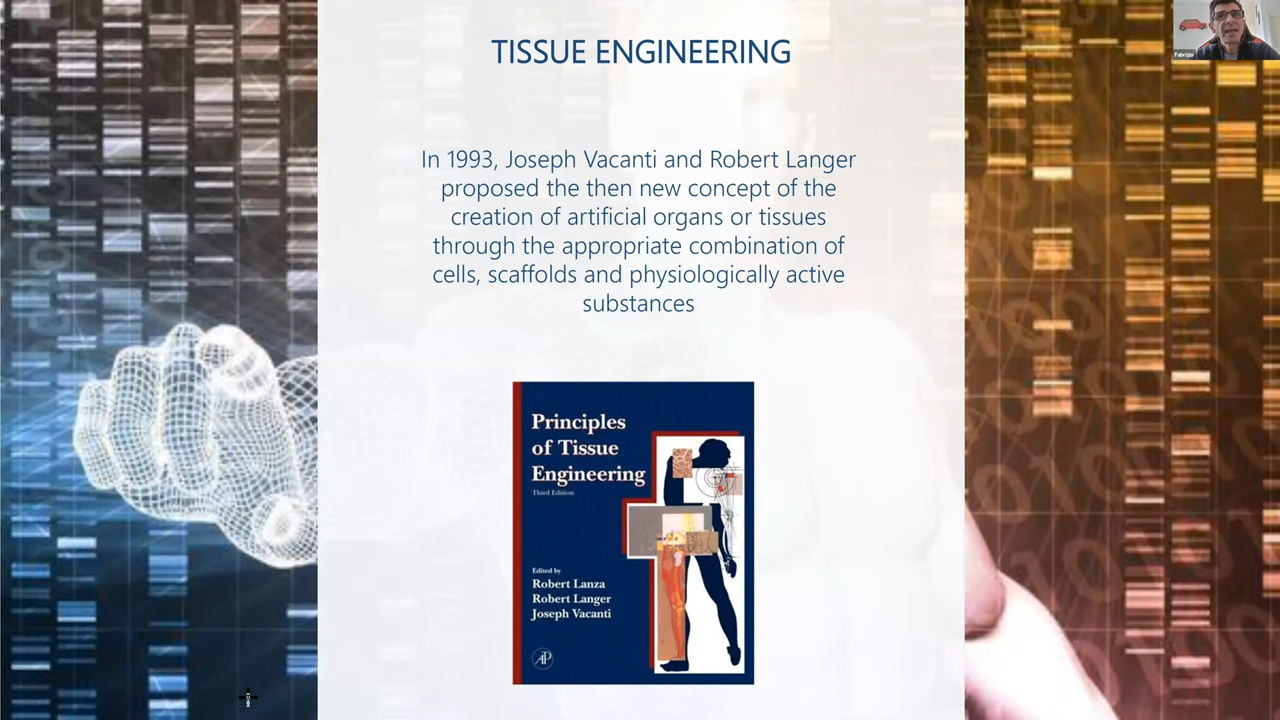 TISSUE ENGINEERING
In 1993, Joseph Vacanti and Robert Langer
proposed the then new concept of the
creation of artificial organs or tissues
through the appropriate combination of
cells, scaffolds and physiologically active
substances
Principles
of Tissue
Engineering
Third Edition
Edited by
Robert Lanza
Robert Langer
Joseph Vacanti
AP
Fabrizio